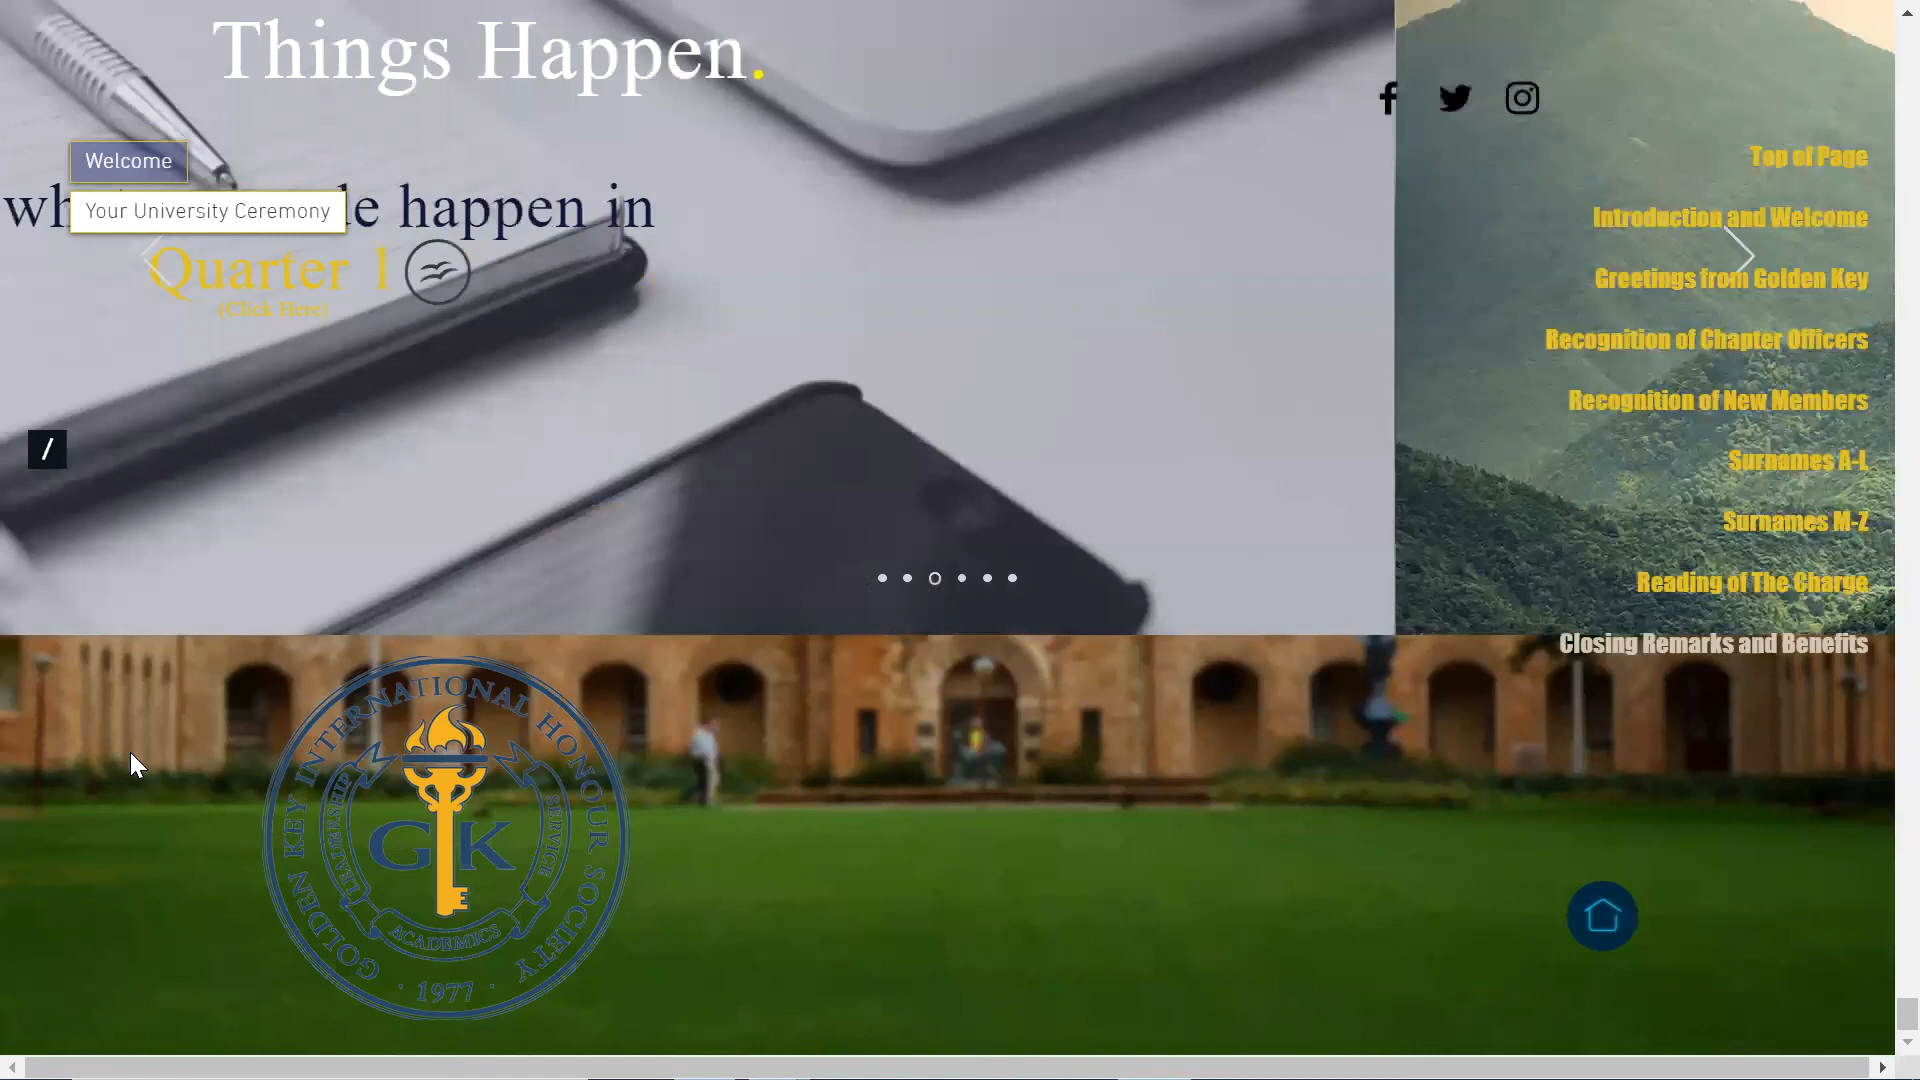 Things Happen.
Welcome
Your University Ceremony
happen in
Quarter 1
(Click Here)
/
Top of Page
Introduction and Welcome
Greetings from Golden Key
Recognition of Chapter Officers
Recognition of New Members
Surnames A-L
Surnames M-Z
Reading of The Charge
Closing Remarks and Benefits
GOLDEN KEY INTERNATIONAL HONOUR SOCIETY
LEADERSHIP
SERVICE
GK
ACADEMICS
· 1977 ·